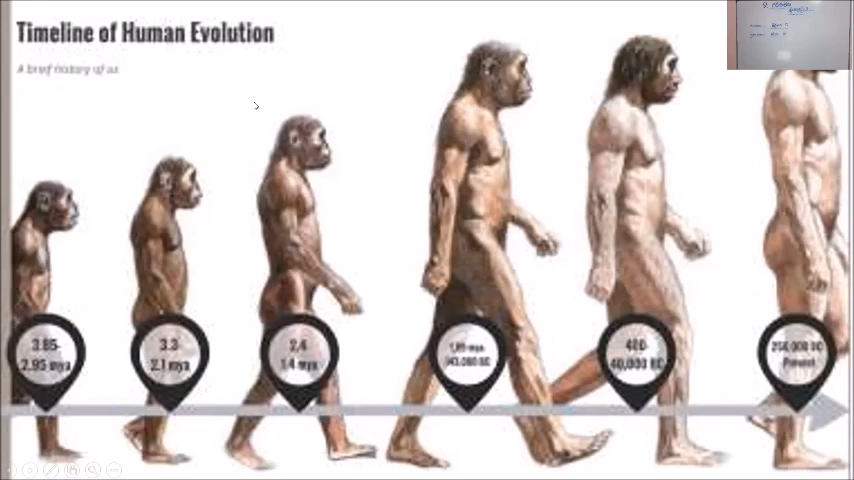 Timeline of Human Evolution
A brief history of us
3.85-
2.95 mya
3.3-
2.1 mya
2.4
1.4 mya
1.89-mya-
143,000 BC
400-
40,000 BC
250,000 BC
Present